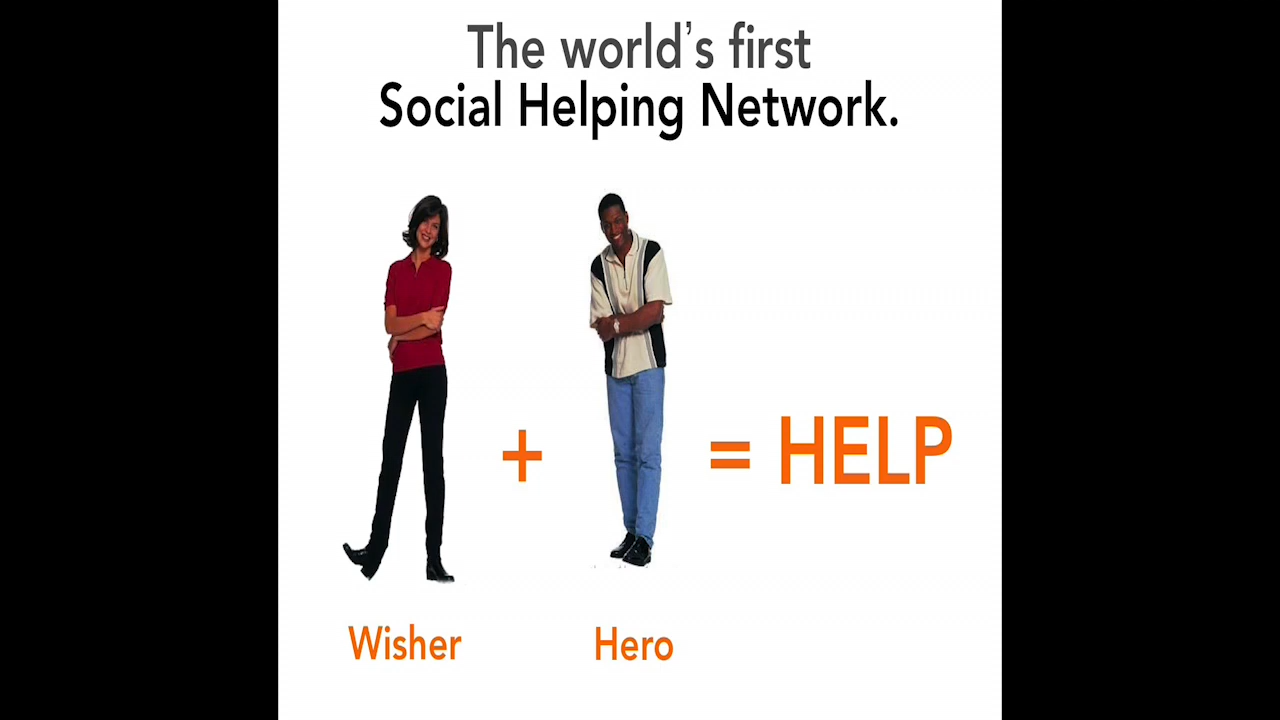 The world's first
Social Helping Network.
+ = HELP
Wisher Hero